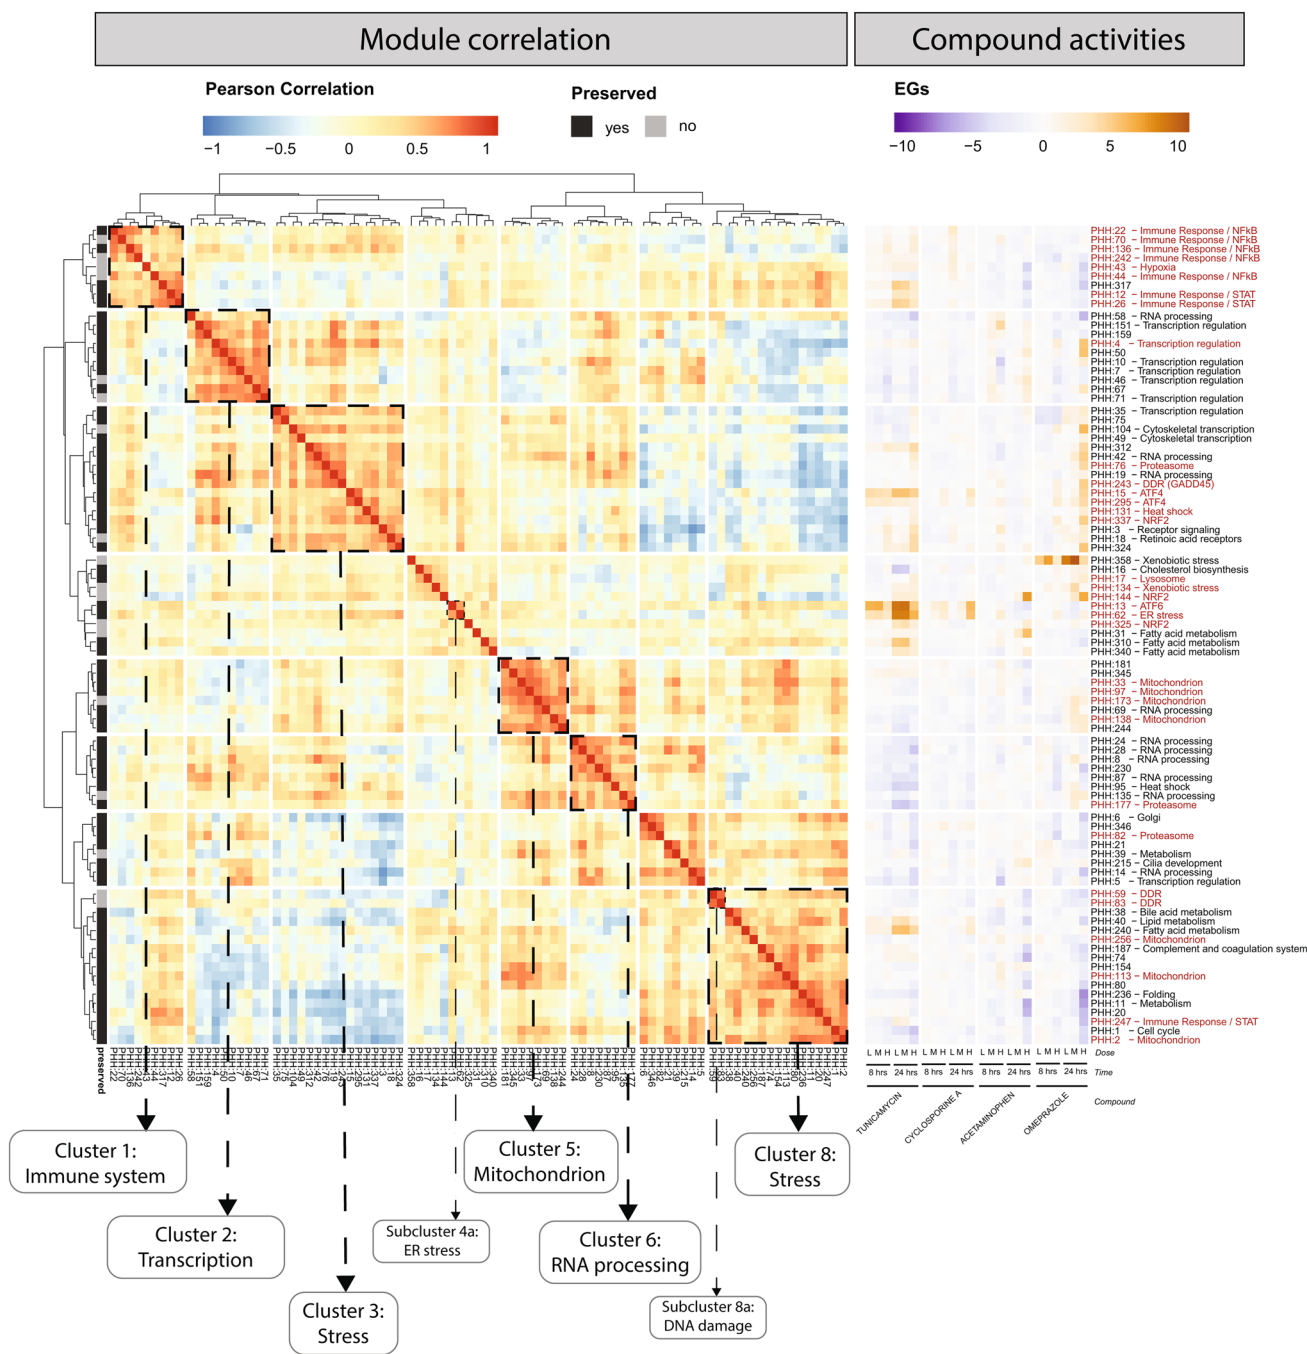 Module correlation
Compound activities
Pearson Correlation
−1 −0.5 0 0.5 1
Preserved
yes no
EGs
−10 −5 0 5 10
PHH:22 − Immune Response / NFkB
PHH:70 − Immune Response / NFkB
PHH:136 − Immune Response / NFkB
PHH:242 − Immune Response / NFkB
PHH:43 − Hypoxia
PHH:44 − Immune Response / NFkB
PHH:317
PHH:12 − Immune Response / STAT
PHH:26 − Immune Response / STAT
PHH:58 − RNA processing
PHH:151 − Transcription regulation
PHH:159
PHH:4 − Transcription regulation
PHH:50
PHH:10 − Transcription regulation
PHH:7 − Transcription regulation
PHH:46 − Transcription regulation
PHH:67
PHH:71 − Transcription regulation
PHH:35 − Transcription regulation
PHH:75
PHH:104 − Cytoskeletal transcription
PHH:49 − Cytoskeletal transcription
PHH:312
PHH:42 − RNA processing
PHH:76 − Proteasome
PHH:19 − RNA processing
PHH:243 − DDR (GADD45)
PHH:15 − ATF4
PHH:295 − ATF4
PHH:131 − Heat shock
PHH:337 − NRF2
PHH:3 − Receptor signaling
PHH:18 − Retinoic acid receptors
PHH:324
PHH:358 − Xenobiotic stress
PHH:16 − Cholesterol biosynthesis
PHH:17 − Lysosome
PHH:134 − Xenobiotic stress
PHH:144 − NRF2
PHH:13 − ATF6
PHH:62 − ER stress
PHH:325 − NRF2
PHH:31 − Fatty acid metabolism
PHH:310 − Fatty acid metabolism
PHH:340 − Fatty acid metabolism
PHH:181
PHH:345
PHH:33 − Mitochondrion
PHH:97 − Mitochondrion
PHH:173 − Mitochondrion
PHH:69 − RNA processing
PHH:138 − Mitochondrion
PHH:244
PHH:24 − RNA processing
PHH:28 − RNA processing
PHH:8 − RNA processing
PHH:230
PHH:87 − RNA processing
PHH:95 − Heat shock
PHH:135 − RNA processing
PHH:177 − Proteasome
PHH:6 − Golgi
PHH:346
PHH:82 − Proteasome
PHH:21
PHH:39 − Metabolism
PHH:215 − Cilia development
PHH:14 − RNA processing
PHH:5 − Transcription regulation
PHH:59 − DDR
PHH:83 − DDR
PHH:38 − Bile acid metabolism
PHH:40 − Lipid metabolism
PHH:240 − Fatty acid metabolism
PHH:256 − Mitochondrion
PHH:187 − Complement and coagulation system
PHH:74
PHH:154
PHH:113 − Mitochondrion
PHH:80
PHH:236 − Folding
PHH:11 − Metabolism
PHH:20
PHH:247 − Immune Response / STAT
PHH:1 − Cell cycle
PHH:2 − Mitochondrion
preserved
L M H L M H L M H L M H L M H L M H L M H L M H Dose
8 hrs 24 hrs 8 hrs 24 hrs 8 hrs 24 hrs 8 hrs 24 hrs Time
TUNICAMYCIN CYCLOSPORINE A ACETAMINOPHEN OMEPRAZOLE Compound
Cluster 1:
Immune system
Cluster 5:
Mitochondrion
Cluster 8:
Stress
Cluster 2:
Transcription
Subcluster 4a:
ER stress
Cluster 6:
RNA processing
Cluster 3:
Stress
Subcluster 8a:
DNA damage